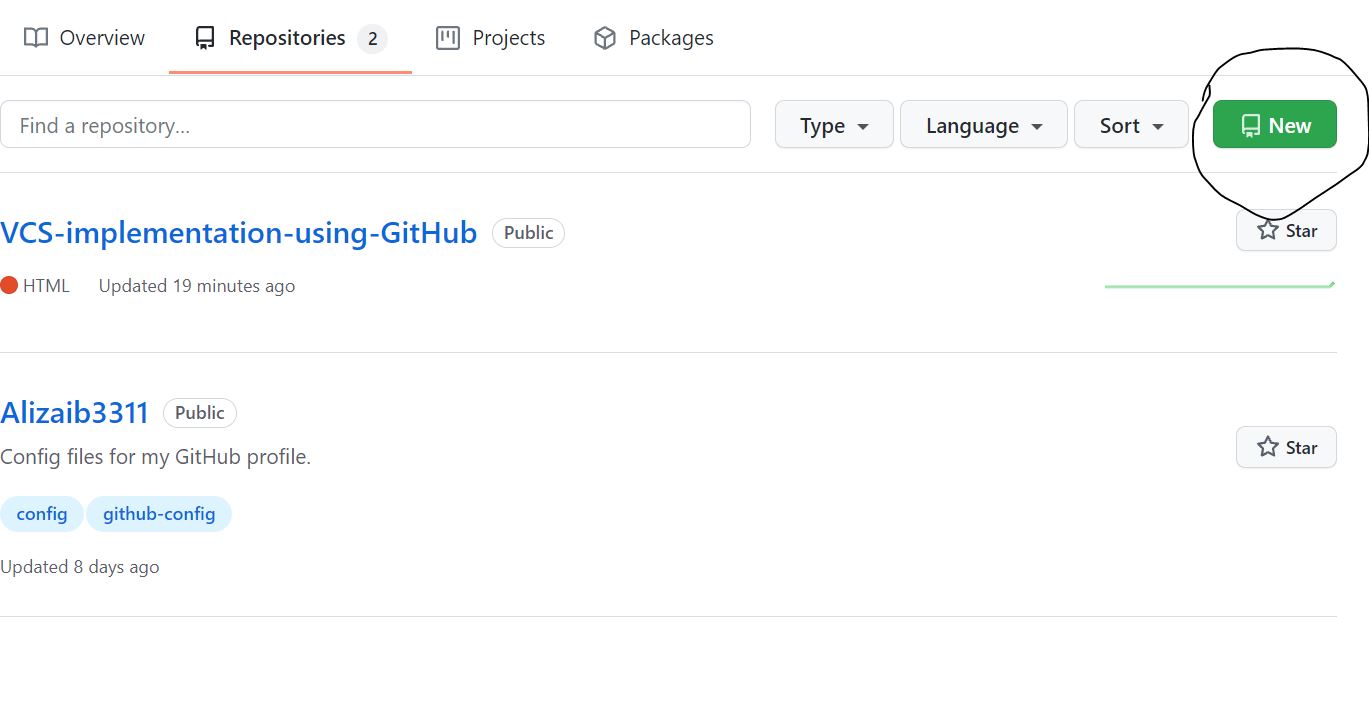 Overview Repositories 2 Projects Packages
Find a repository... Type Language Sort New
VCS-implementation-using-GitHub Public Star
HTML Updated 19 minutes ago
Alizaib3311 Public
Star
Config files for my GitHub profile.
config github-config
Updated 8 days ago